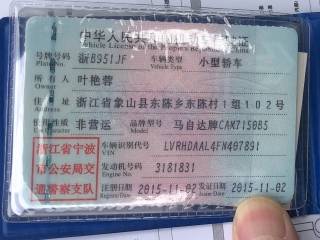 中华人民共和国机动车行驶证
Vehicle License of the People's Republic of China
号牌号码 浙B951JF 车辆类型 小型轿车
Plate No. Vehicle Type
所有人 叶艳蓉
Owner
住址 浙江省象山县东陈乡东陈村1组102号
Address
使用性质 非营运 品牌型号 马自达牌CAM7150B5
Use Character Model
浙江省宁波
市公安局交
通警察支队
车辆识别代号 LVRHDAAL4FN407891
VIN
发动机号码 3181831
Engine No.
注册日期 2015-11-02 发证日期 2015-11-02
Register Date Issue Date